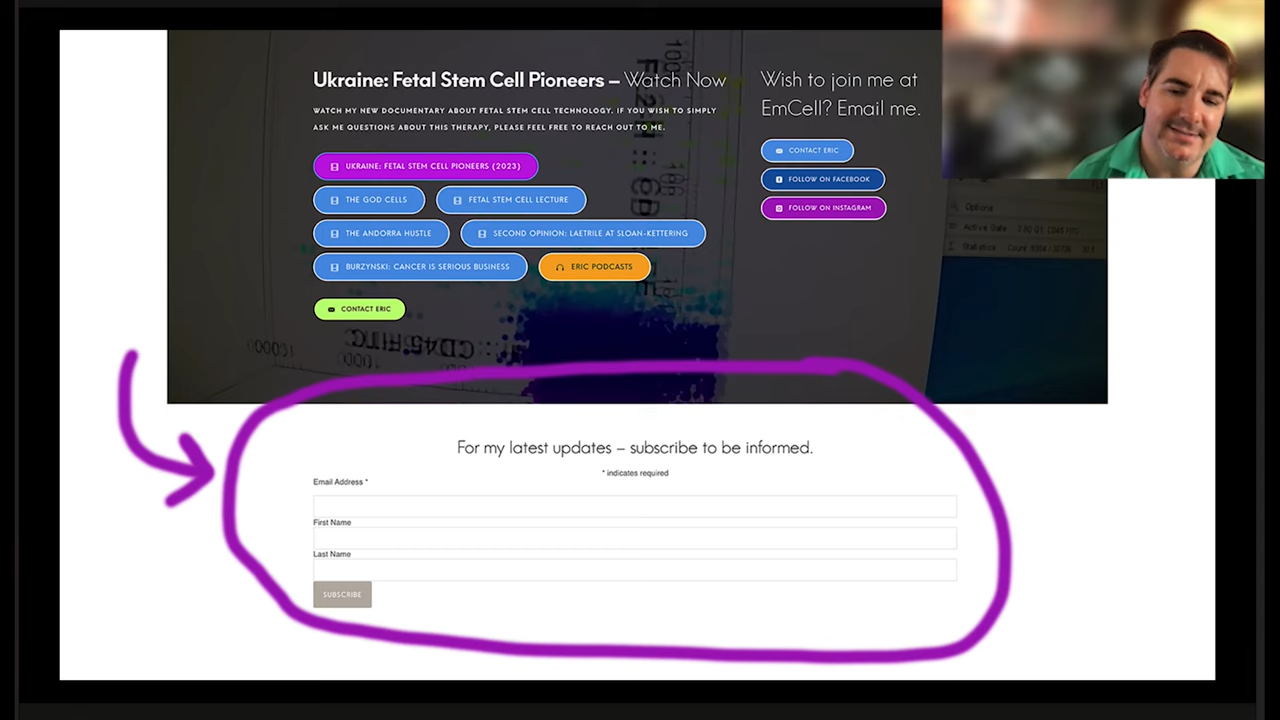 Ukraine: Fetal Stem Cell Pioneers – Watch Now
WATCH MY NEW DOCUMENTARY ABOUT FETAL STEM CELL TECHNOLOGY. IF YOU WISH TO SIMPLY
ASK ME QUESTIONS ABOUT THIS THERAPY, PLEASE FEEL FREE TO REACH OUT TO ME.
UKRAINE: FETAL STEM CELL PIONEERS (2023)
THE GOD CELLS
FETAL STEM CELL LECTURE
THE ANDORRA HUSTLE
SECOND OPINION: LAETRILE AT SLOAN-KETTERING
BURZYNSKI: CANCER IS SERIOUS BUSINESS
ERIC PODCASTS
CONTACT ERIC
Wish to join me at
EmCell? Email me.
CONTACT ERIC
FOLLOW ON FACEBOOK
FOLLOW ON INSTAGRAM
Options
Statistics
For my latest updates – subscribe to be informed.
* indicates required
Email Address *
First Name
Last Name
SUBSCRIBE